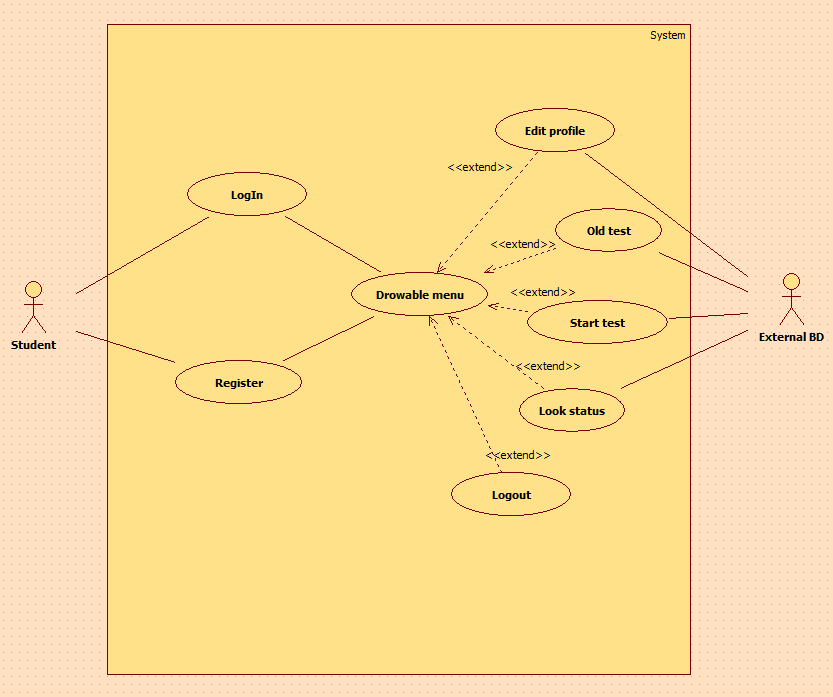 System
Edit profile
<<extend>>
LogIn
Old test
<<extend>>
Drowable menu
<<extend>>
Start test
Student
External BD
<<extend>>
Register
Look status
<<extend>>
Logout